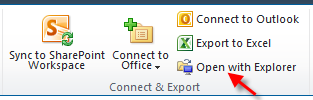 Sync to SharePoint
Workspace
Connect to
Office
Connect to Outlook
Export to Excel
Open with Explorer
Connect & Export